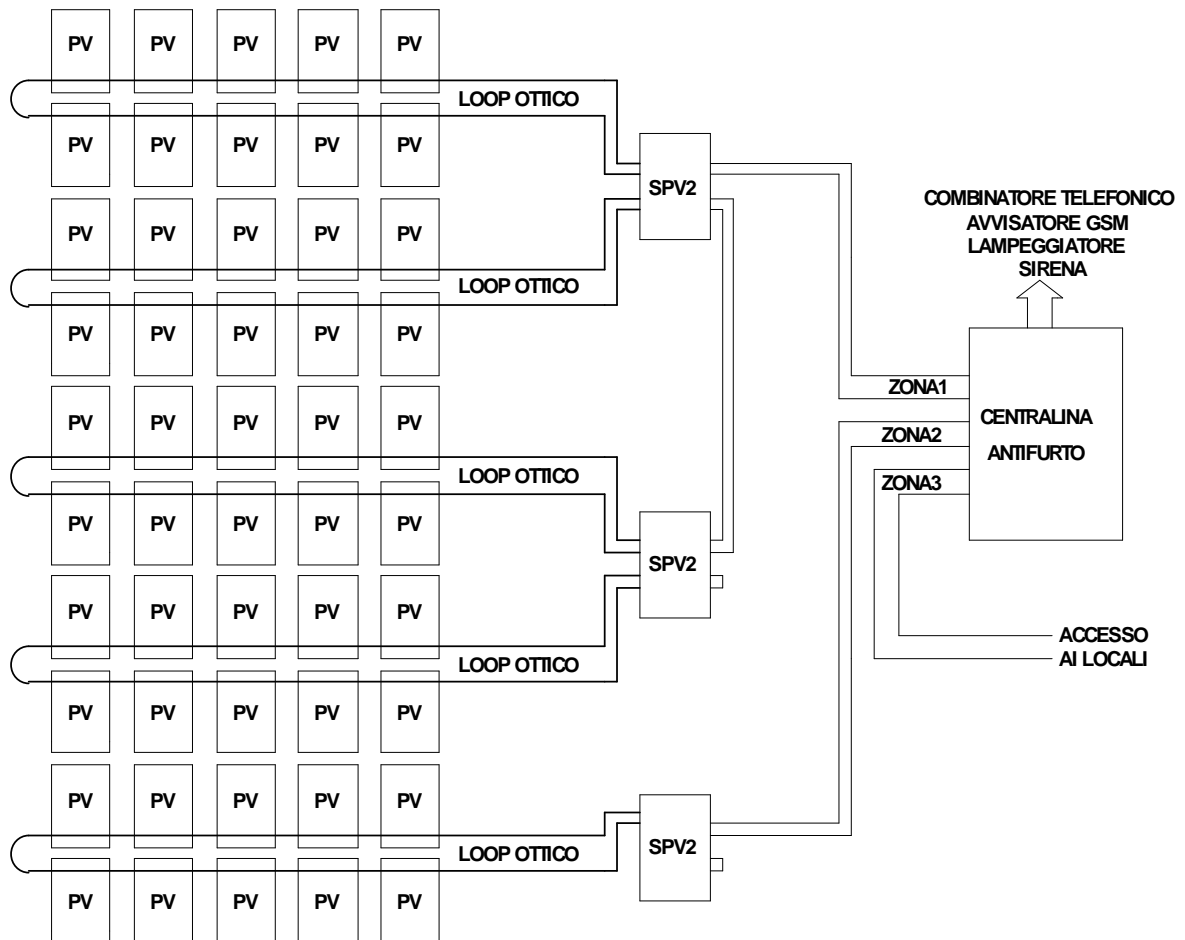 PV PV PV PV PV
LOOP OTTICO
PV PV PV PV PV
SPV2
PV PV PV PV PV
LOOP OTTICO
PV PV PV PV PV
COMBINATORE TELEFONICO
AVVISATORE GSM
LAMPEGGIATORE
SIRENA
ZONA1
CENTRALINA
ANTIFURTO
ZONA2
ZONA3
PV PV PV PV PV
LOOP OTTICO
PV PV PV PV PV
SPV2
PV PV PV PV PV
LOOP OTTICO
PV PV PV PV PV
ACCESSO
AI LOCALI
PV PV PV PV PV
SPV2
LOOP OTTICO
PV PV PV PV PV